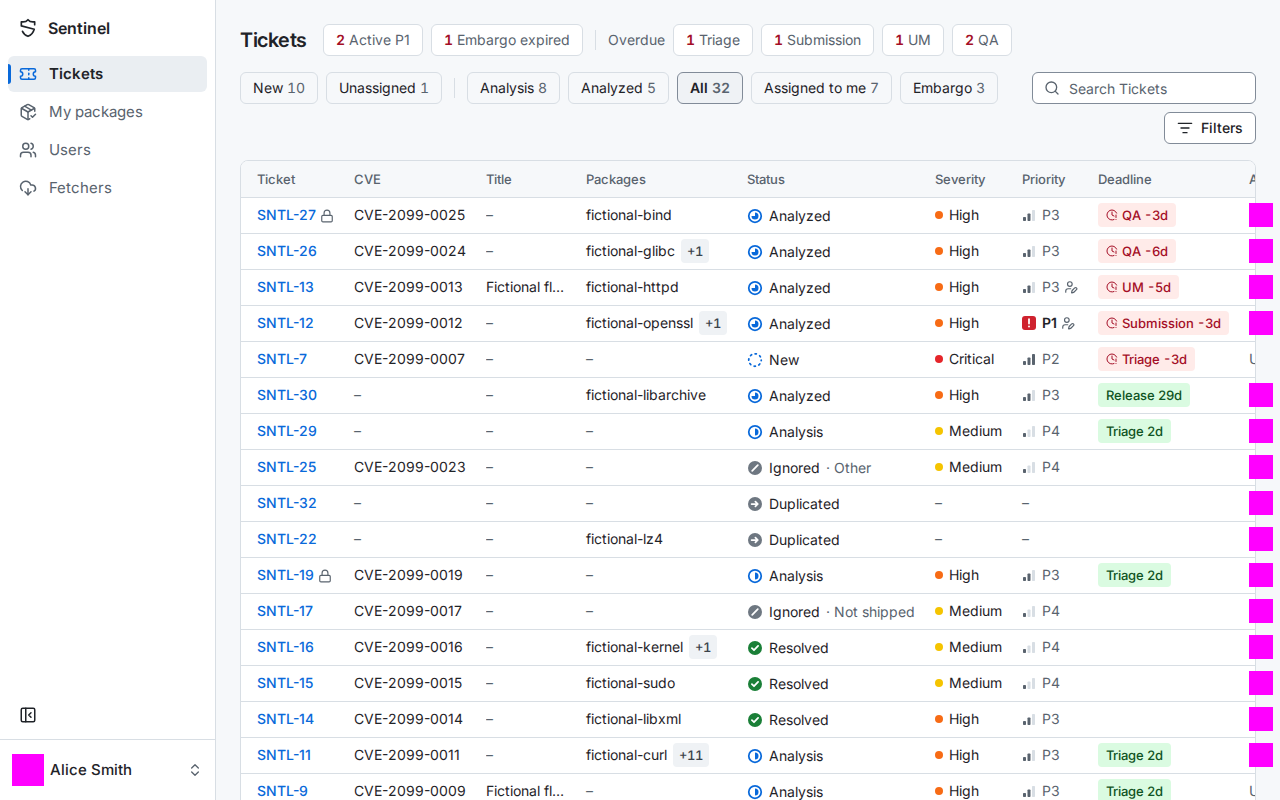 Sentinel
Tickets
My packages
Users
Fetchers
Alice Smith
Tickets 2 Active P1 1 Embargo expired Overdue 1 Triage 1 Submission 1 UM 2 QA
New 10 Unassigned 1 Analysis 8 Analyzed 5 All 32 Assigned to me 7 Embargo 3 Search Tickets
Filters
Ticket CVE Title Packages Status Severity Priority Deadline
SNTL-27 CVE-2099-0025 – fictional-bind Analyzed High P3 QA -3d
SNTL-26 CVE-2099-0024 – fictional-glibc +1 Analyzed High P3 QA -6d
SNTL-13 CVE-2099-0013 Fictional fl... fictional-httpd Analyzed High P3 UM -5d
SNTL-12 CVE-2099-0012 – fictional-openssl +1 Analyzed High P1 Submission -3d
SNTL-7 CVE-2099-0007 – – New Critical P2 Triage -3d
SNTL-30 – – fictional-libarchive Analyzed High P3 Release 29d
SNTL-29 – – – Analysis Medium P4 Triage 2d
SNTL-25 CVE-2099-0023 – – Ignored · Other Medium P4
SNTL-32 – – – Duplicated – –
SNTL-22 – – fictional-lz4 Duplicated – –
SNTL-19 CVE-2099-0019 – – Analysis High P3 Triage 2d
SNTL-17 CVE-2099-0017 – – Ignored · Not shipped Medium P4
SNTL-16 CVE-2099-0016 – fictional-kernel +1 Resolved Medium P4
SNTL-15 CVE-2099-0015 – fictional-sudo Resolved Medium P4
SNTL-14 CVE-2099-0014 – fictional-libxml Resolved High P3
SNTL-11 CVE-2099-0011 – fictional-curl +11 Analysis High P3 Triage 2d
SNTL-9 CVE-2099-0009 Fictional fl... – Analysis High P3 Triage 2d